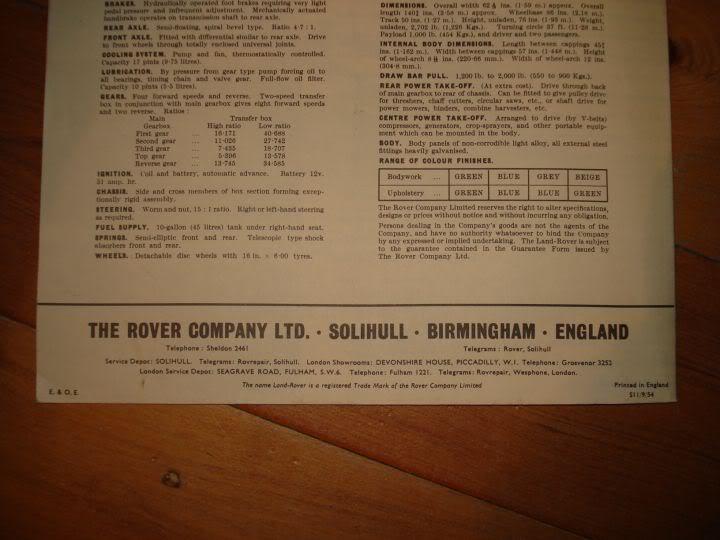 BRAKES. Hydraulically operated foot brakes requiring very light
pedal pressure and infrequent adjustment. Mechanically actuated
handbrake operates on transmission shaft to rear axle.
REAR AXLE. Semi-floating, spiral bevel type. Ratio 4·7 : 1.
FRONT AXLE. Fitted with differential similar to rear axle. Drive
to front wheels through totally enclosed universal joints.
COOLING SYSTEM. Pump and fan, thermostatically controlled.
Capacity 17 pints (9·75 litres).
LUBRICATION. By pressure from gear type pump forcing oil to
all bearings, timing chain and valve gear. Full-flow oil filter.
Capacity 10 pints (5·5 litres).
GEARS. Four forward speeds and reverse. Two-speed transfer
box in conjunction with main gearbox gives eight forward speeds
and two reverse. Ratios :
Main Transfer box
Gearbox High ratio Low ratio
First gear ... 16·171 40·688
Second gear ... 11·026 27·742
Third gear ... 7·435 18·707
Top gear ... 5·396 13·578
Reverse gear ... 13·745 34·585
IGNITION. Coil and battery, automatic advance. Battery 12v.
51 amp. hr.
CHASSIS. Side and cross members of box section forming excep-
tionally rigid assembly.
STEERING. Worm and nut, 15 : 1 ratio. Right or left-hand steering
as required.
FUEL SUPPLY. 10-gallon (45 litres) tank under right-hand seat.
SPRINGS. Semi-elliptic front and rear. Telescopic type shock
absorbers front and rear.
WHEELS. Detachable disc wheels with 16 in. × 6·00 tyres.
DIMENSIONS. Overall width 62⅝ ins. (1·59 m.) approx. Overall
length 140¾ ins. (3·58 m.) approx. Wheelbase 86 ins. (2.18 m.).
Track 50 ins. (1·27 m.). Height, unladen, 76 ins. (1·93 m.). Weight,
unladen, 2,702 lb. (1,226 Kgs.). Turning circle 37 ft. (11·28 m.).
Payload 1,000 lb. (454 Kgs.), and driver and two passengers.
INTERNAL BODY DIMENSIONS. Length between cappings 45¾
ins. (1·162 m.). Width between cappings 57 ins. (1·448 m.). Height
of wheel-arch ins. (220·66 mm.). Width of wheel-arch 12 ins.
(304·8 mm.).
DRAW BAR PULL. 1,200 lb. to 2,000 lb. (550 to 900 Kgs.).
REAR POWER TAKE-OFF. (At extra cost). Drive through back
of main gearbox to rear of chassis. Can be fitted to give pulley drive
for threshers, chaff cutters, circular saws, etc., or shaft drive for
power mowers, binders, combine harvesters, etc.
CENTRE POWER TAKE-OFF. Arranged to drive (by V-belts)
compressors, generators, crop-sprayers, and other portable equip-
ment which can be mounted in the body.
BODY. Body panels of non-corrodible light alloy, all external steel
fittings heavily galvanised.
RANGE OF COLOUR FINISHES.
Bodywork ... GREEN BLUE GREY BEIGE
Upholstery ... GREEN BLUE BLUE GREEN
The Rover Company Limited reserves the right to alter specifications,
designs or prices without notice and without incurring any obligation.
Persons dealing in the Company's goods are not the agents of the
Company, and have no authority whatsoever to bind the Company
by any expressed or implied undertaking. The Land-Rover is subject
to the guarantee contained in the Guarantee Form issued by
The Rover Company Ltd.
THE ROVER COMPANY LTD. · SOLIHULL · BIRMINGHAM · ENGLAND
Telephone : Sheldon 2461 Telegrams : Rover, Solihull
Service Depot: SOLIHULL. Telegrams: Rovrepair, Solihull. London Showrooms: DEVONSHIRE HOUSE, PICCADILLY, W.1. Telephone: Grosvenor 3252
London Service Depot: SEAGRAVE ROAD, FULHAM, S.W.6. Telephone: Fulham 1221. Telegrams: Rovrepair, Wesphone, London.
E. & O. E. The name Land-Rover is a registered Trade Mark of the Rover Company Limited Printed in England
511/9/54